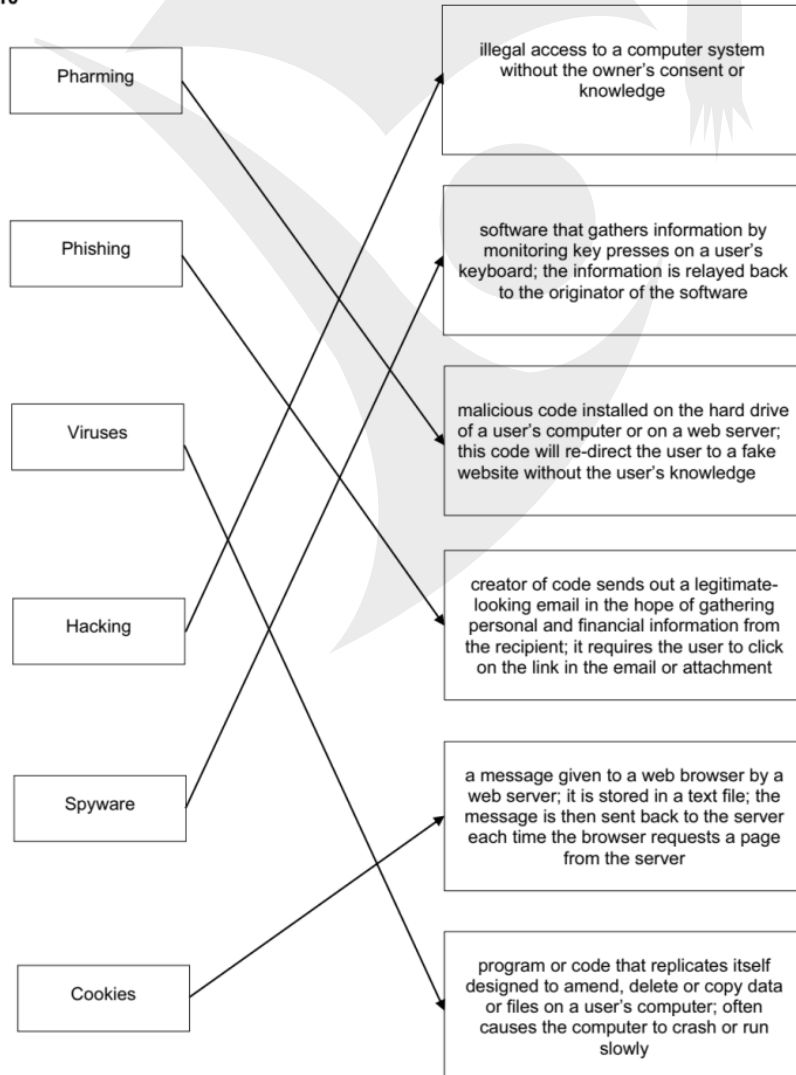 Pharming
illegal access to a computer system
without the owner's consent or
knowledge
Phishing
software that gathers information by
monitoring key presses on a user's
keyboard; the information is relayed back
to the originator of the software
Viruses
malicious code installed on the hard drive
of a user's computer or on a web server;
this code will re-direct the user to a fake
website without the user's knowledge
Hacking
creator of code sends out a legitimate-
looking email in the hope of gathering
personal and financial information from
the recipient; it requires the user to click
on the link in the email or attachment
Spyware
a message given to a web browser by a
web server; it is stored in a text file; the
message is then sent back to the server
each time the browser requests a page
from the server
Cookies
program or code that replicates itself
designed to amend, delete or copy data
or files on a user's computer; often
causes the computer to crash or run
slowly